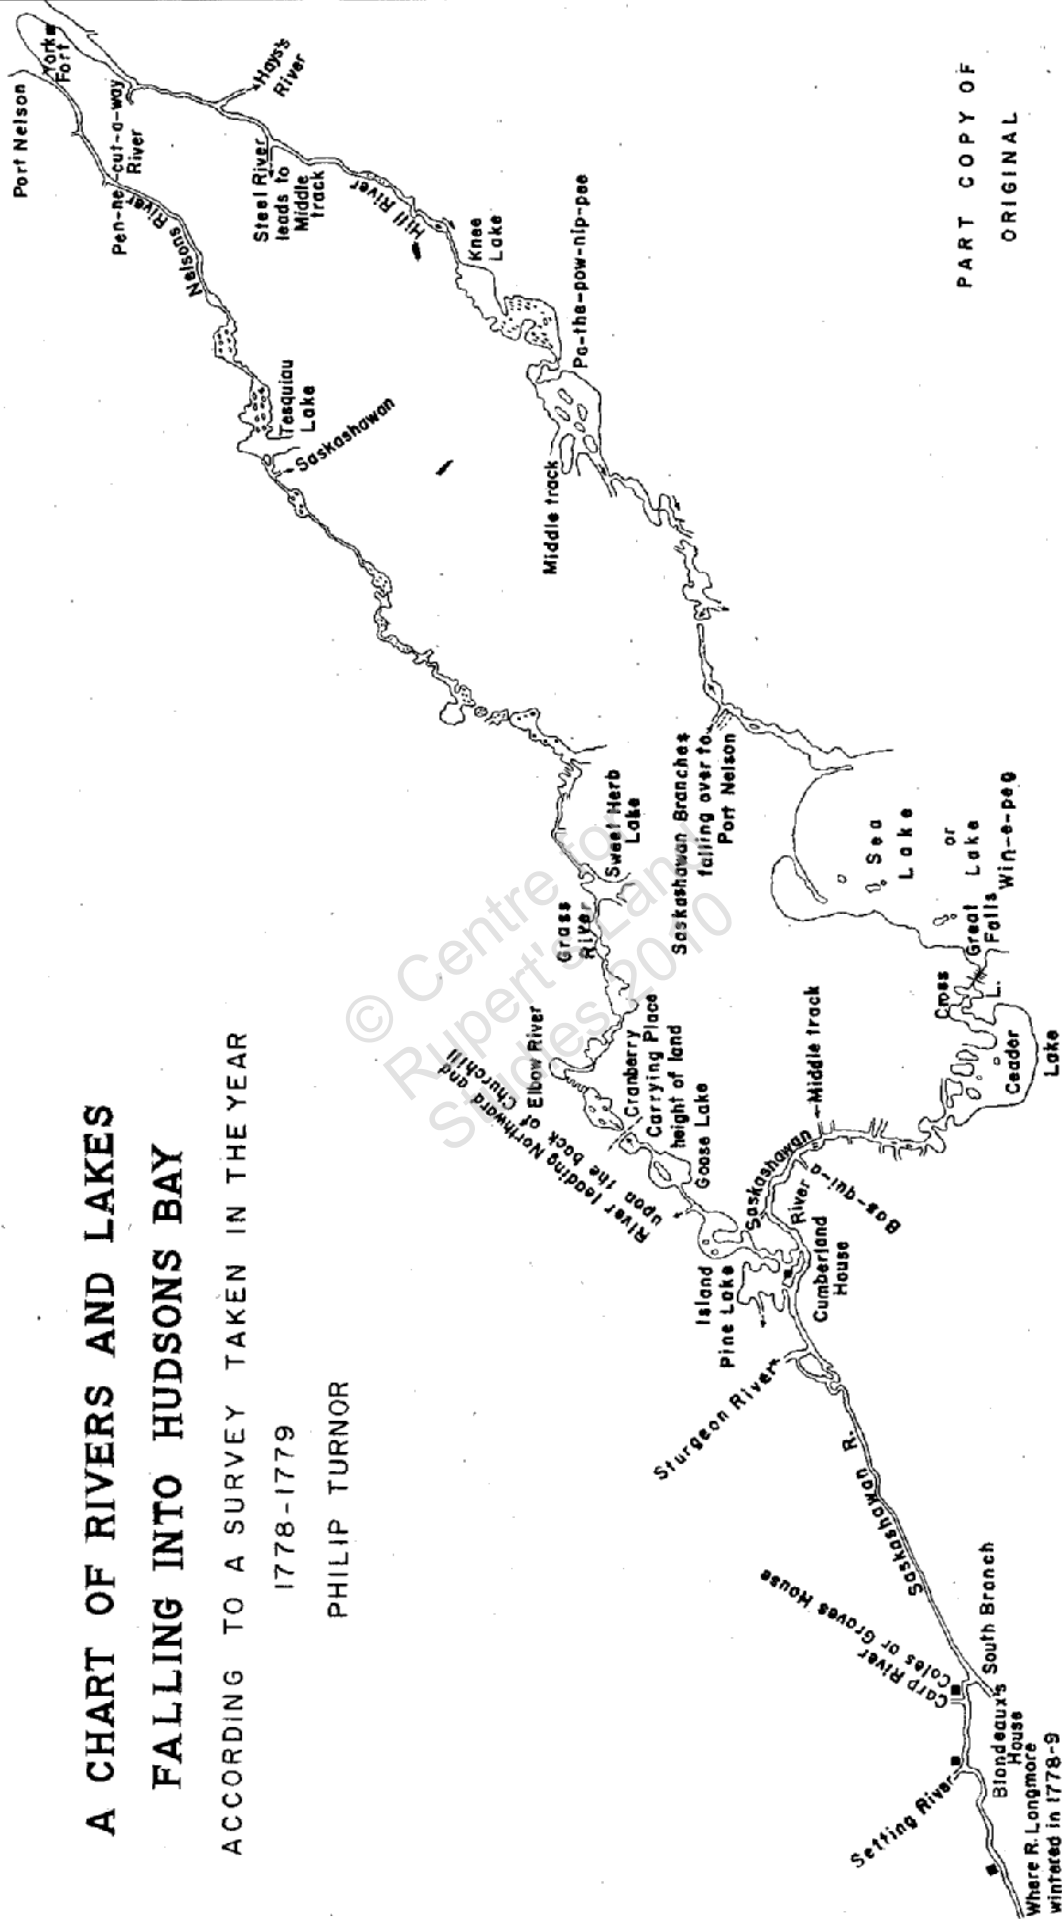 A CHART OF RIVERS AND LAKES
FALLING INTO HUDSONS BAY
ACCORDING TO A SURVEY TAKEN IN THE YEAR
1778-1779
PHILIP TURNOR
Port Nelson
York
Fort
Pen-ne-cut-a-way
River
Nelsons River
Hays's
River
Steel River
leads to
Middle
track
Hill River
Knee
Lake
Pa-the-pow-nip-pee
Tesquiau
Lake
Saskashawan
Middle track
Sweet Herb
Lake
Grass
River
Saskashawan Branches
falling over to
Port Nelson
Sea
Lake
or
Great Lake
Win-e-peg
Falls
Cross
L.
Ceader
Lake
Middle track
Elbow River
Cranberry
Carrying Place
height of land
River leading Northward and
upon the back of Churchill
Goose Lake
Saskashawan
River
Bas-qui-a
Island
Pine Lake
Cumberland
House
Sturgeon River
Saskashawan R.
South Branch
Carp River
Coles or Graves House
Blondeaux's
House
Setting River
Where R. Longmore
wintered in 1778-9
PART COPY OF
ORIGINAL
© Centre for
Rupert's Land
Studies 2010